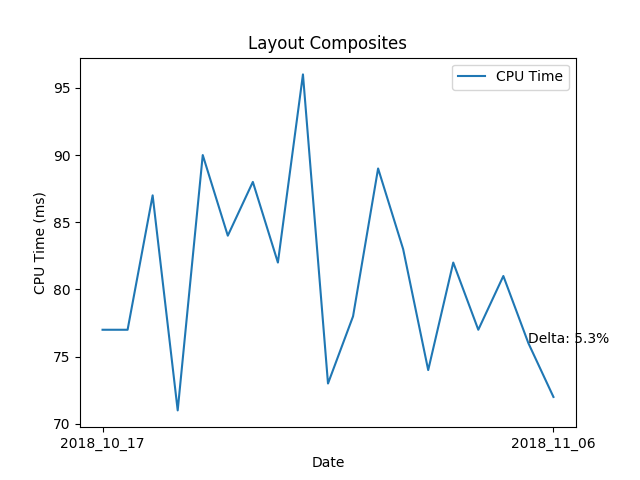 Layout Composites
CPU Time
95
90
85
80
75
70
CPU Time (ms)
Delta: 5.3%
2018_10_17
2018_11_06
Date